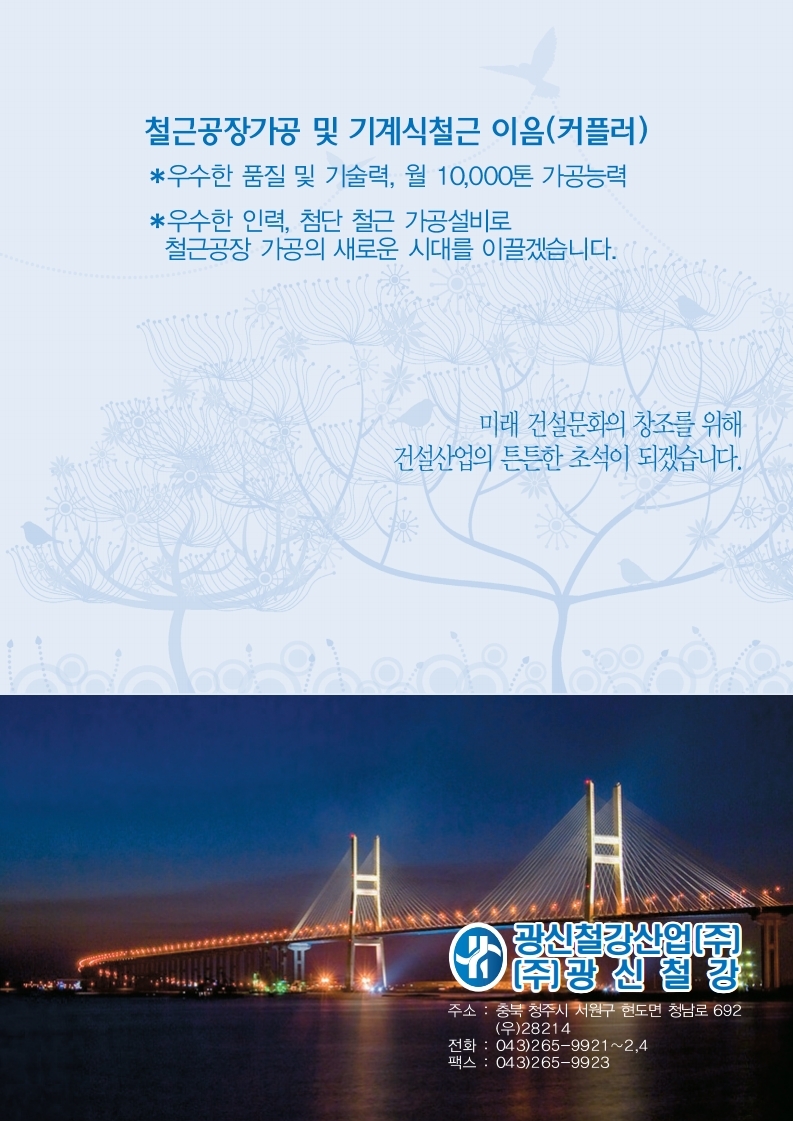 철근공장가공 및 기계식철근 이음(커플러)
*우수한 품질 및 기술력, 월 10,000톤 가공능력
*우수한 인력, 첨단 철근 가공설비로
철근공장 가공의 새로운 시대를 이끌겠습니다.
미래 건설문화의 창조를 위해
건설산업의 튼튼한 초석이 되겠습니다.
광신철강산업(주)
(주)광 신 철 강
주소 : 충북 청주시 서원구 현도면 청남로 692
(우)28214
전화 : 043)265-9921~2,4
팩스 : 043)265-9923